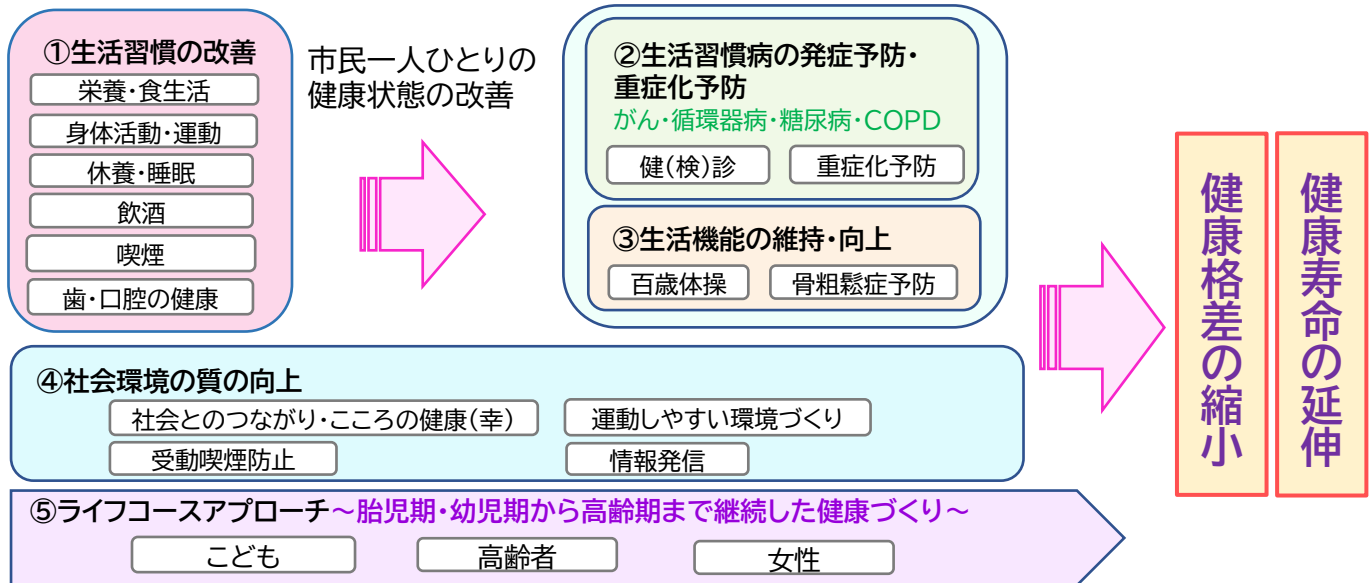 ①生活習慣の改善
栄養・食生活
身体活動・運動
休養・睡眠
飲酒
喫煙
歯・口腔の健康
市民一人ひとりの
健康状態の改善
②生活習慣病の発症予防・
重症化予防
がん・循環器病・糖尿病・COPD
健(検)診
重症化予防
③生活機能の維持・向上
百歳体操
骨粗鬆症予防
④社会環境の質の向上
社会とのつながり・こころの健康(幸)
運動しやすい環境づくり
受動喫煙防止
情報発信
⑤ライフコースアプローチ～胎児期・幼児期から高齢期まで継続した健康づくり～
こども
高齢者
女性
健康寿命の延伸
健康格差の縮小